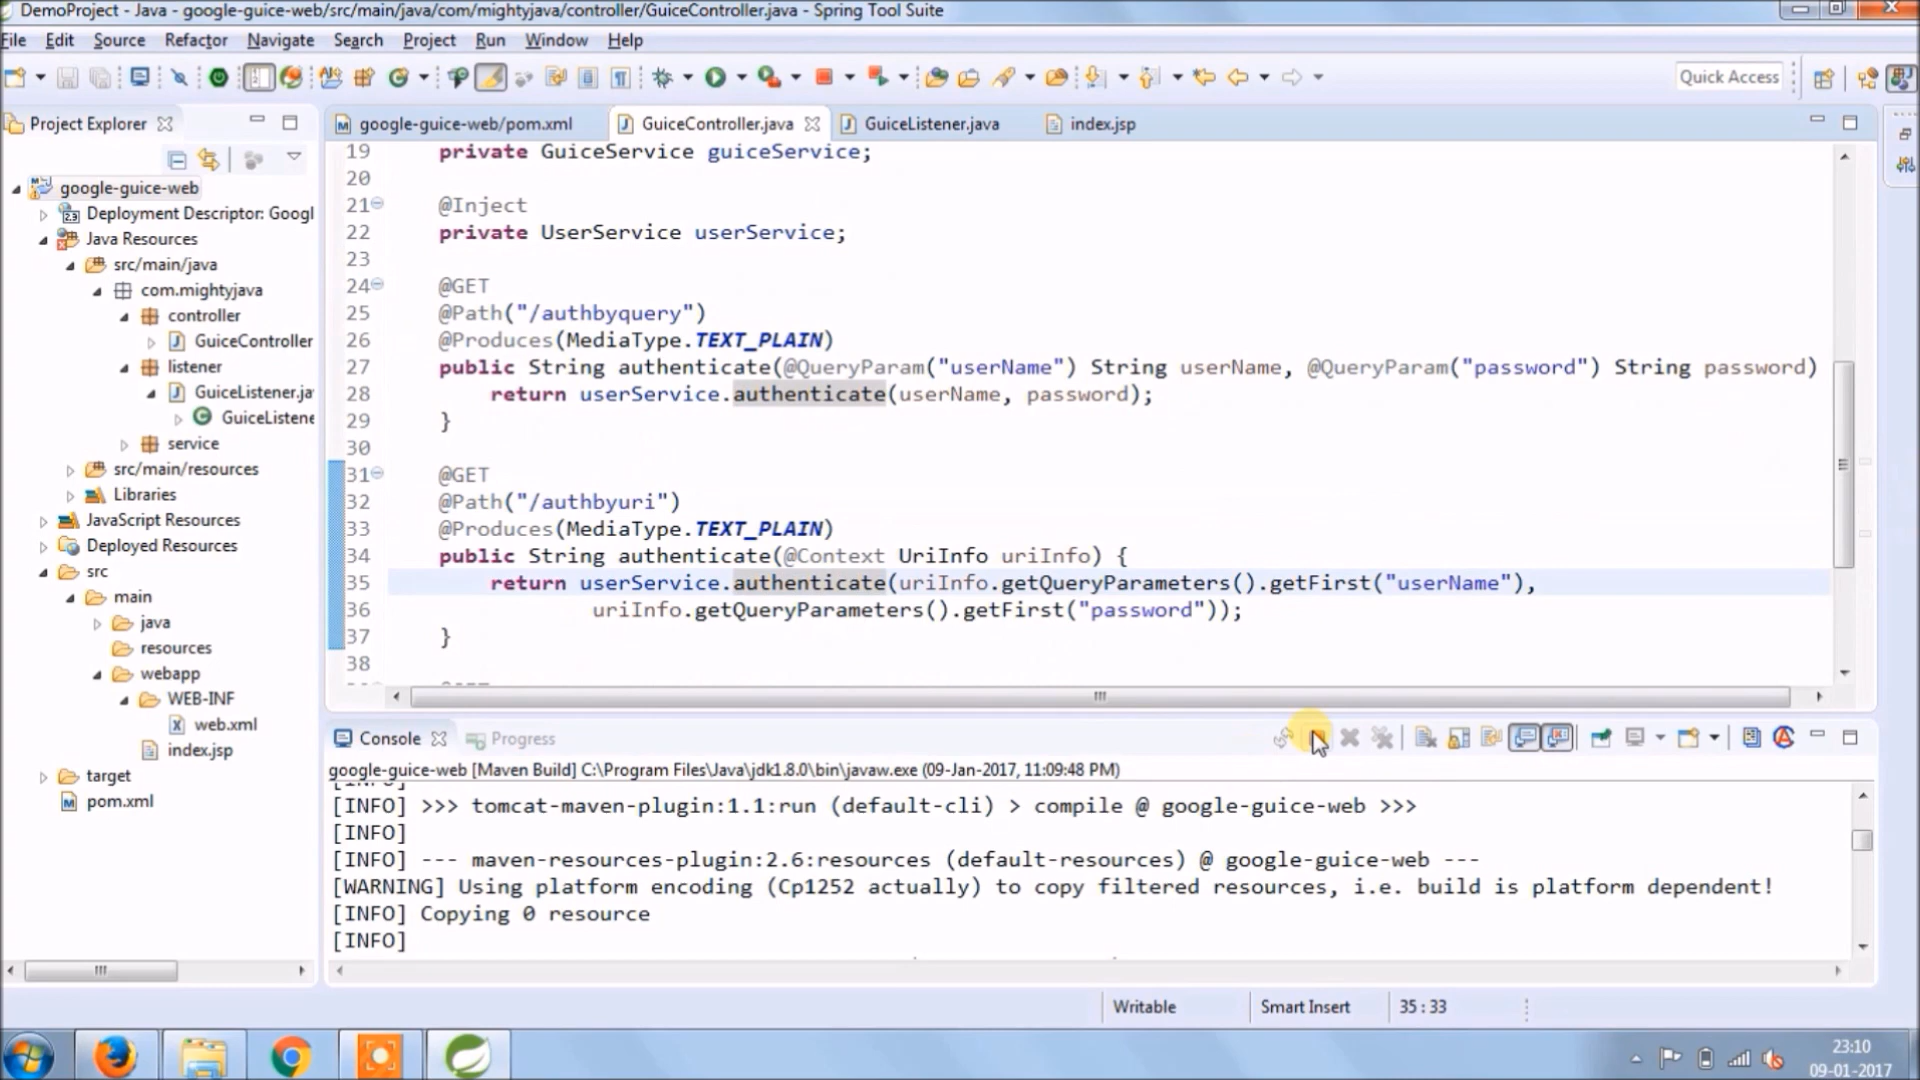 DemoProject - Java - google-guice-web/src/main/java/com/mightyjava/controller/GuiceController.java - Spring Tool Suite
File Edit Source Refactor Navigate Search Project Run Window Help
Quick Access
Project Explorer
google-guice-web
Deployment Descriptor: Googl
Java Resources
src/main/java
com.mightyjava
controller
GuiceController
listener
GuiceListener.ja
GuiceListene
service
src/main/resources
Libraries
JavaScript Resources
Deployed Resources
src
main
java
resources
webapp
WEB-INF
web.xml
index.jsp
target
pom.xml
google-guice-web/pom.xml GuiceController.java GuiceListener.java index.jsp
19 private GuiceService guiceService;
20
21 @Inject
22 private UserService userService;
23
24 @GET
25 @Path("/authbyquery")
26 @Produces(MediaType.TEXT_PLAIN)
27 public String authenticate(@QueryParam("userName") String userName, @QueryParam("password") String password)
28 return userService.authenticate(userName, password);
29 }
30
31 @GET
32 @Path("/authbyuri")
33 @Produces(MediaType.TEXT_PLAIN)
34 public String authenticate(@Context UriInfo uriInfo) {
35 return userService.authenticate(uriInfo.getQueryParameters().getFirst("userName"),
36 uriInfo.getQueryParameters().getFirst("password"));
37 }
38
Console Progress
google-guice-web [Maven Build] C:\Program Files\Java\jdk1.8.0\bin\javaw.exe (09-Jan-2017, 11:09:48 PM)
[INFO]
[INFO] >>> tomcat-maven-plugin:1.1:run (default-cli) > compile @ google-guice-web >>>
[INFO]
[INFO] --- maven-resources-plugin:2.6:resources (default-resources) @ google-guice-web ---
[WARNING] Using platform encoding (Cp1252 actually) to copy filtered resources, i.e. build is platform dependent!
[INFO] Copying 0 resource
[INFO]
Writable Smart Insert 35 : 33
23:10
09-01-2017